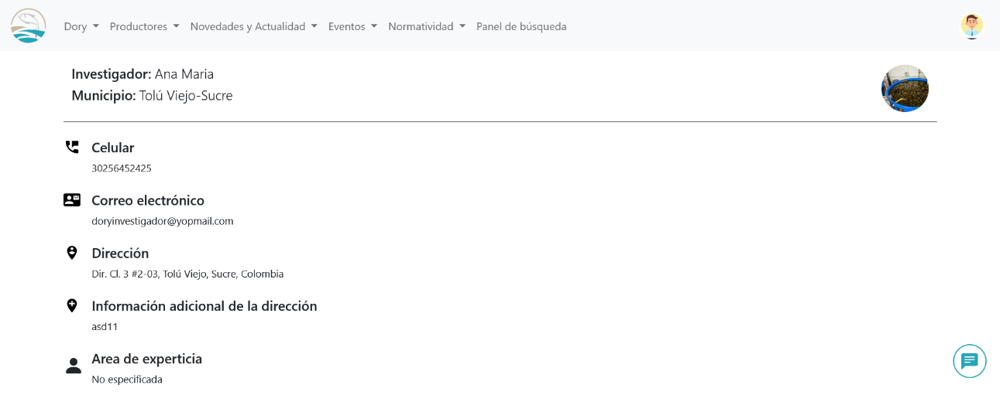 Dory Productores Novedades y Actualidad Eventos Normatividad Panel de búsqueda
Investigador: Ana Maria
Municipio: Tolú Viejo-Sucre
Celular
30256452425
Correo electrónico
doryinvestigador@yopmail.com
Dirección
Dir. Cl. 3 #2-03, Tolú Viejo, Sucre, Colombia
Información adicional de la dirección
asd11
Area de experticia
No especificada